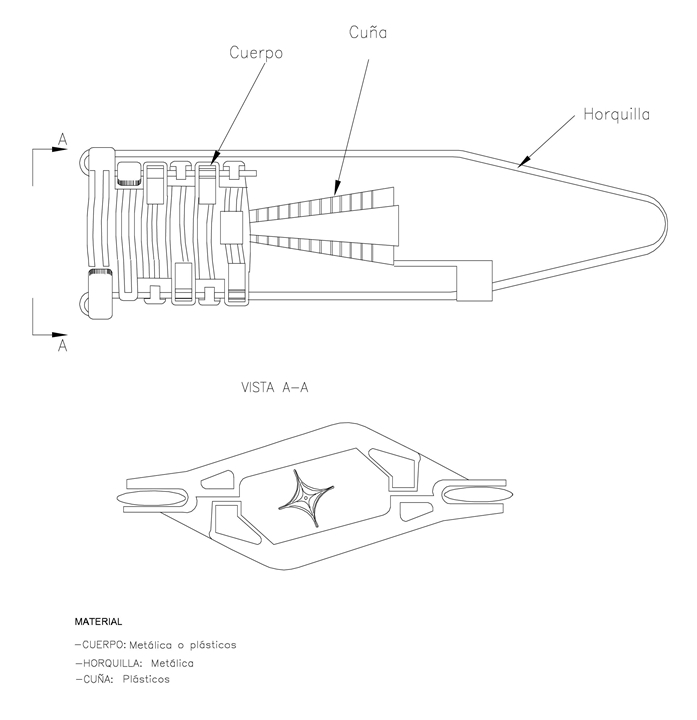 Cuña
Cuerpo
Horquilla
A
A
VISTA A-A
MATERIAL
-CUERPO: Metálica o plásticos
-HORQUILLA: Metálica
-CUÑA: Plásticos